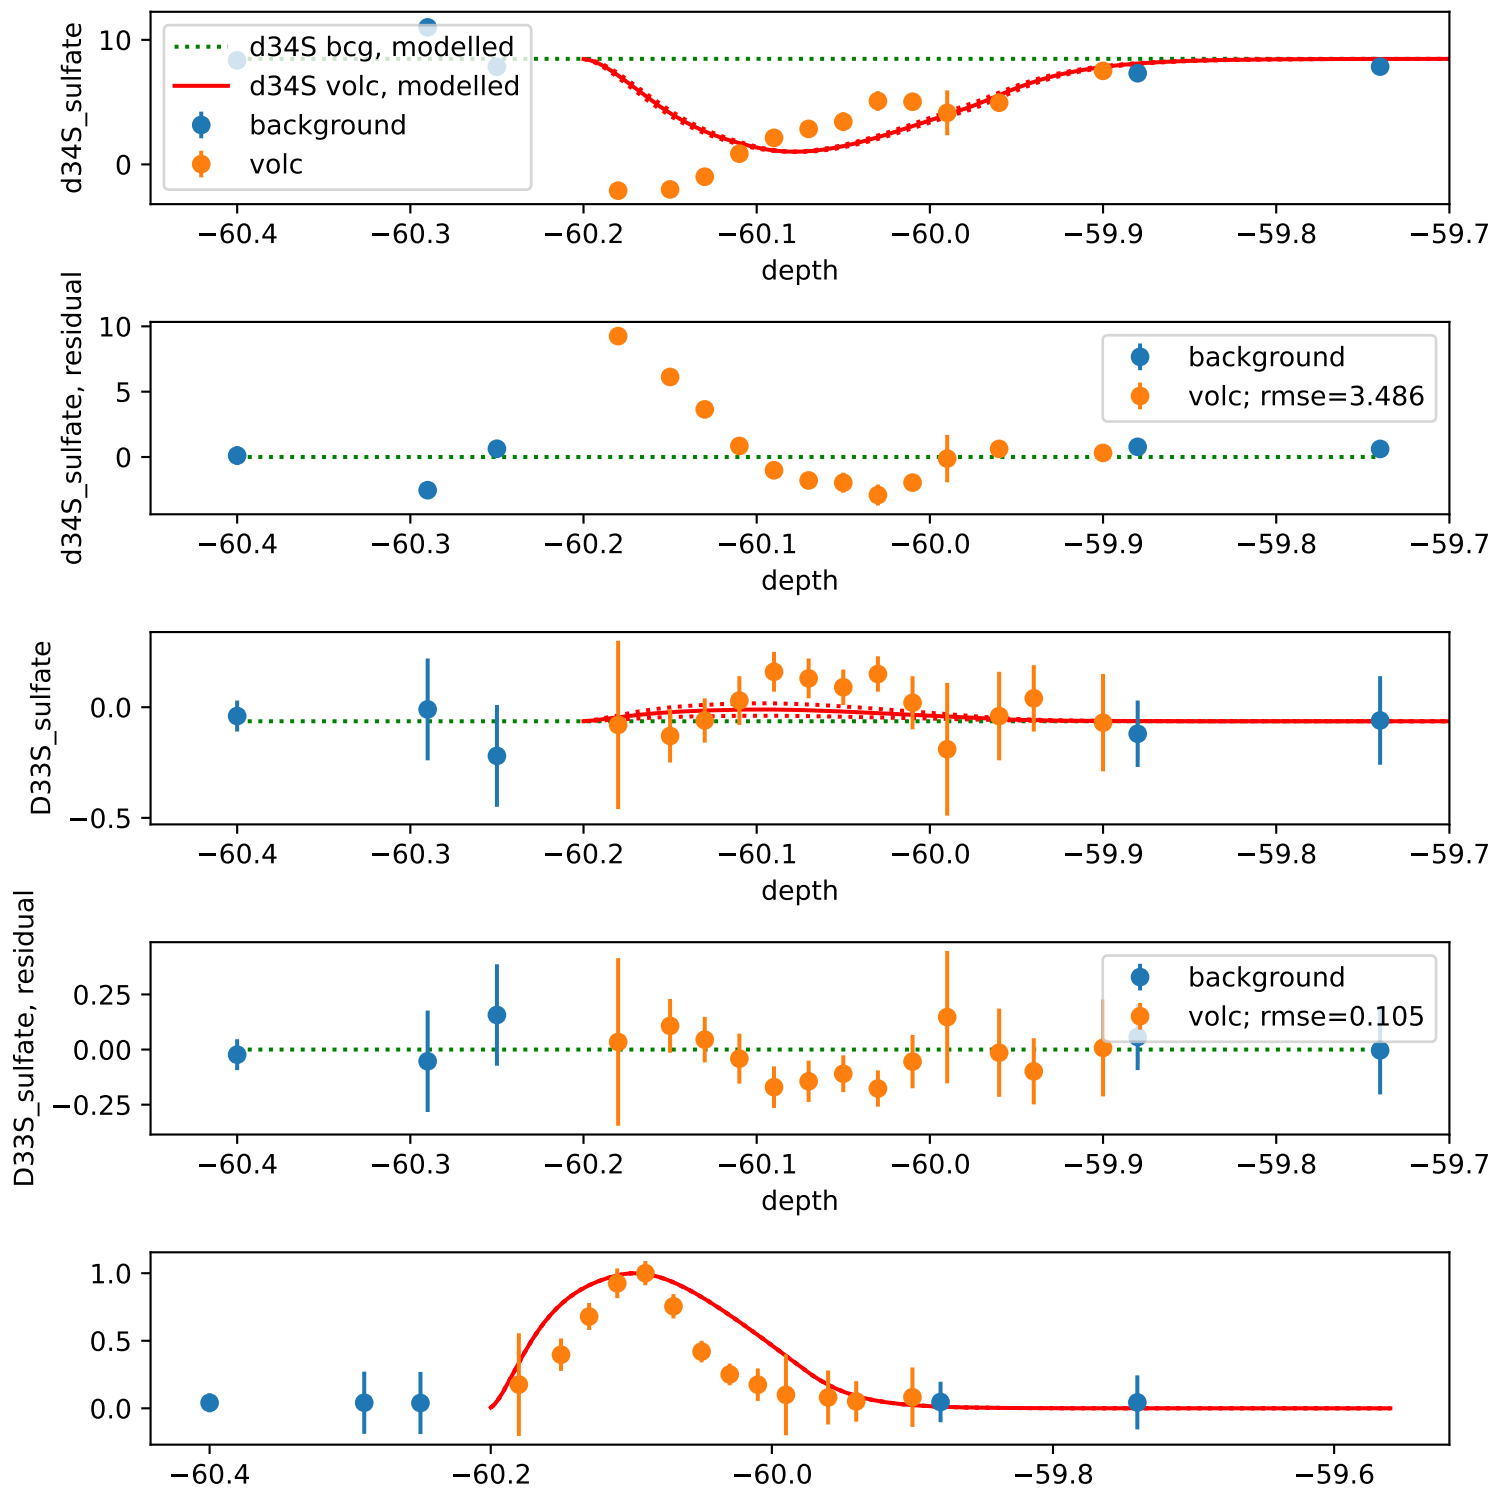 d34S_sulfate
10
0
d34S bcg, modelled
d34S volc, modelled
background
volc
−60.4 −60.3 −60.2 −60.1 −60.0 −59.9 −59.8 −59.7
depth
d34S_sulfate, residual
10
5
0
background
volc; rmse=3.486
−60.4 −60.3 −60.2 −60.1 −60.0 −59.9 −59.8 −59.7
depth
D33S_sulfate
0.0
−0.5
−60.4 −60.3 −60.2 −60.1 −60.0 −59.9 −59.8 −59.7
depth
D33S_sulfate, residual
0.25
0.00
−0.25
background
volc; rmse=0.105
−60.4 −60.3 −60.2 −60.1 −60.0 −59.9 −59.8 −59.7
depth
1.0
0.5
0.0
−60.4 −60.2 −60.0 −59.8 −59.6